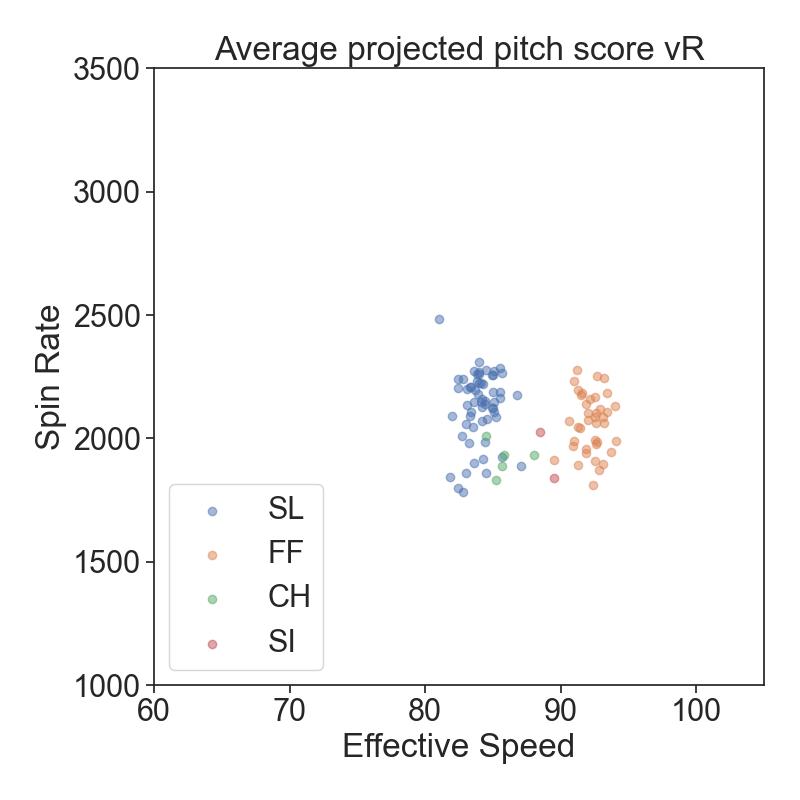 Average projected pitch score vR
3500
3000
2500
2000
1500
1000
Spin Rate
SL
FF
CH
SI
60 70 80 90 100
Effective Speed